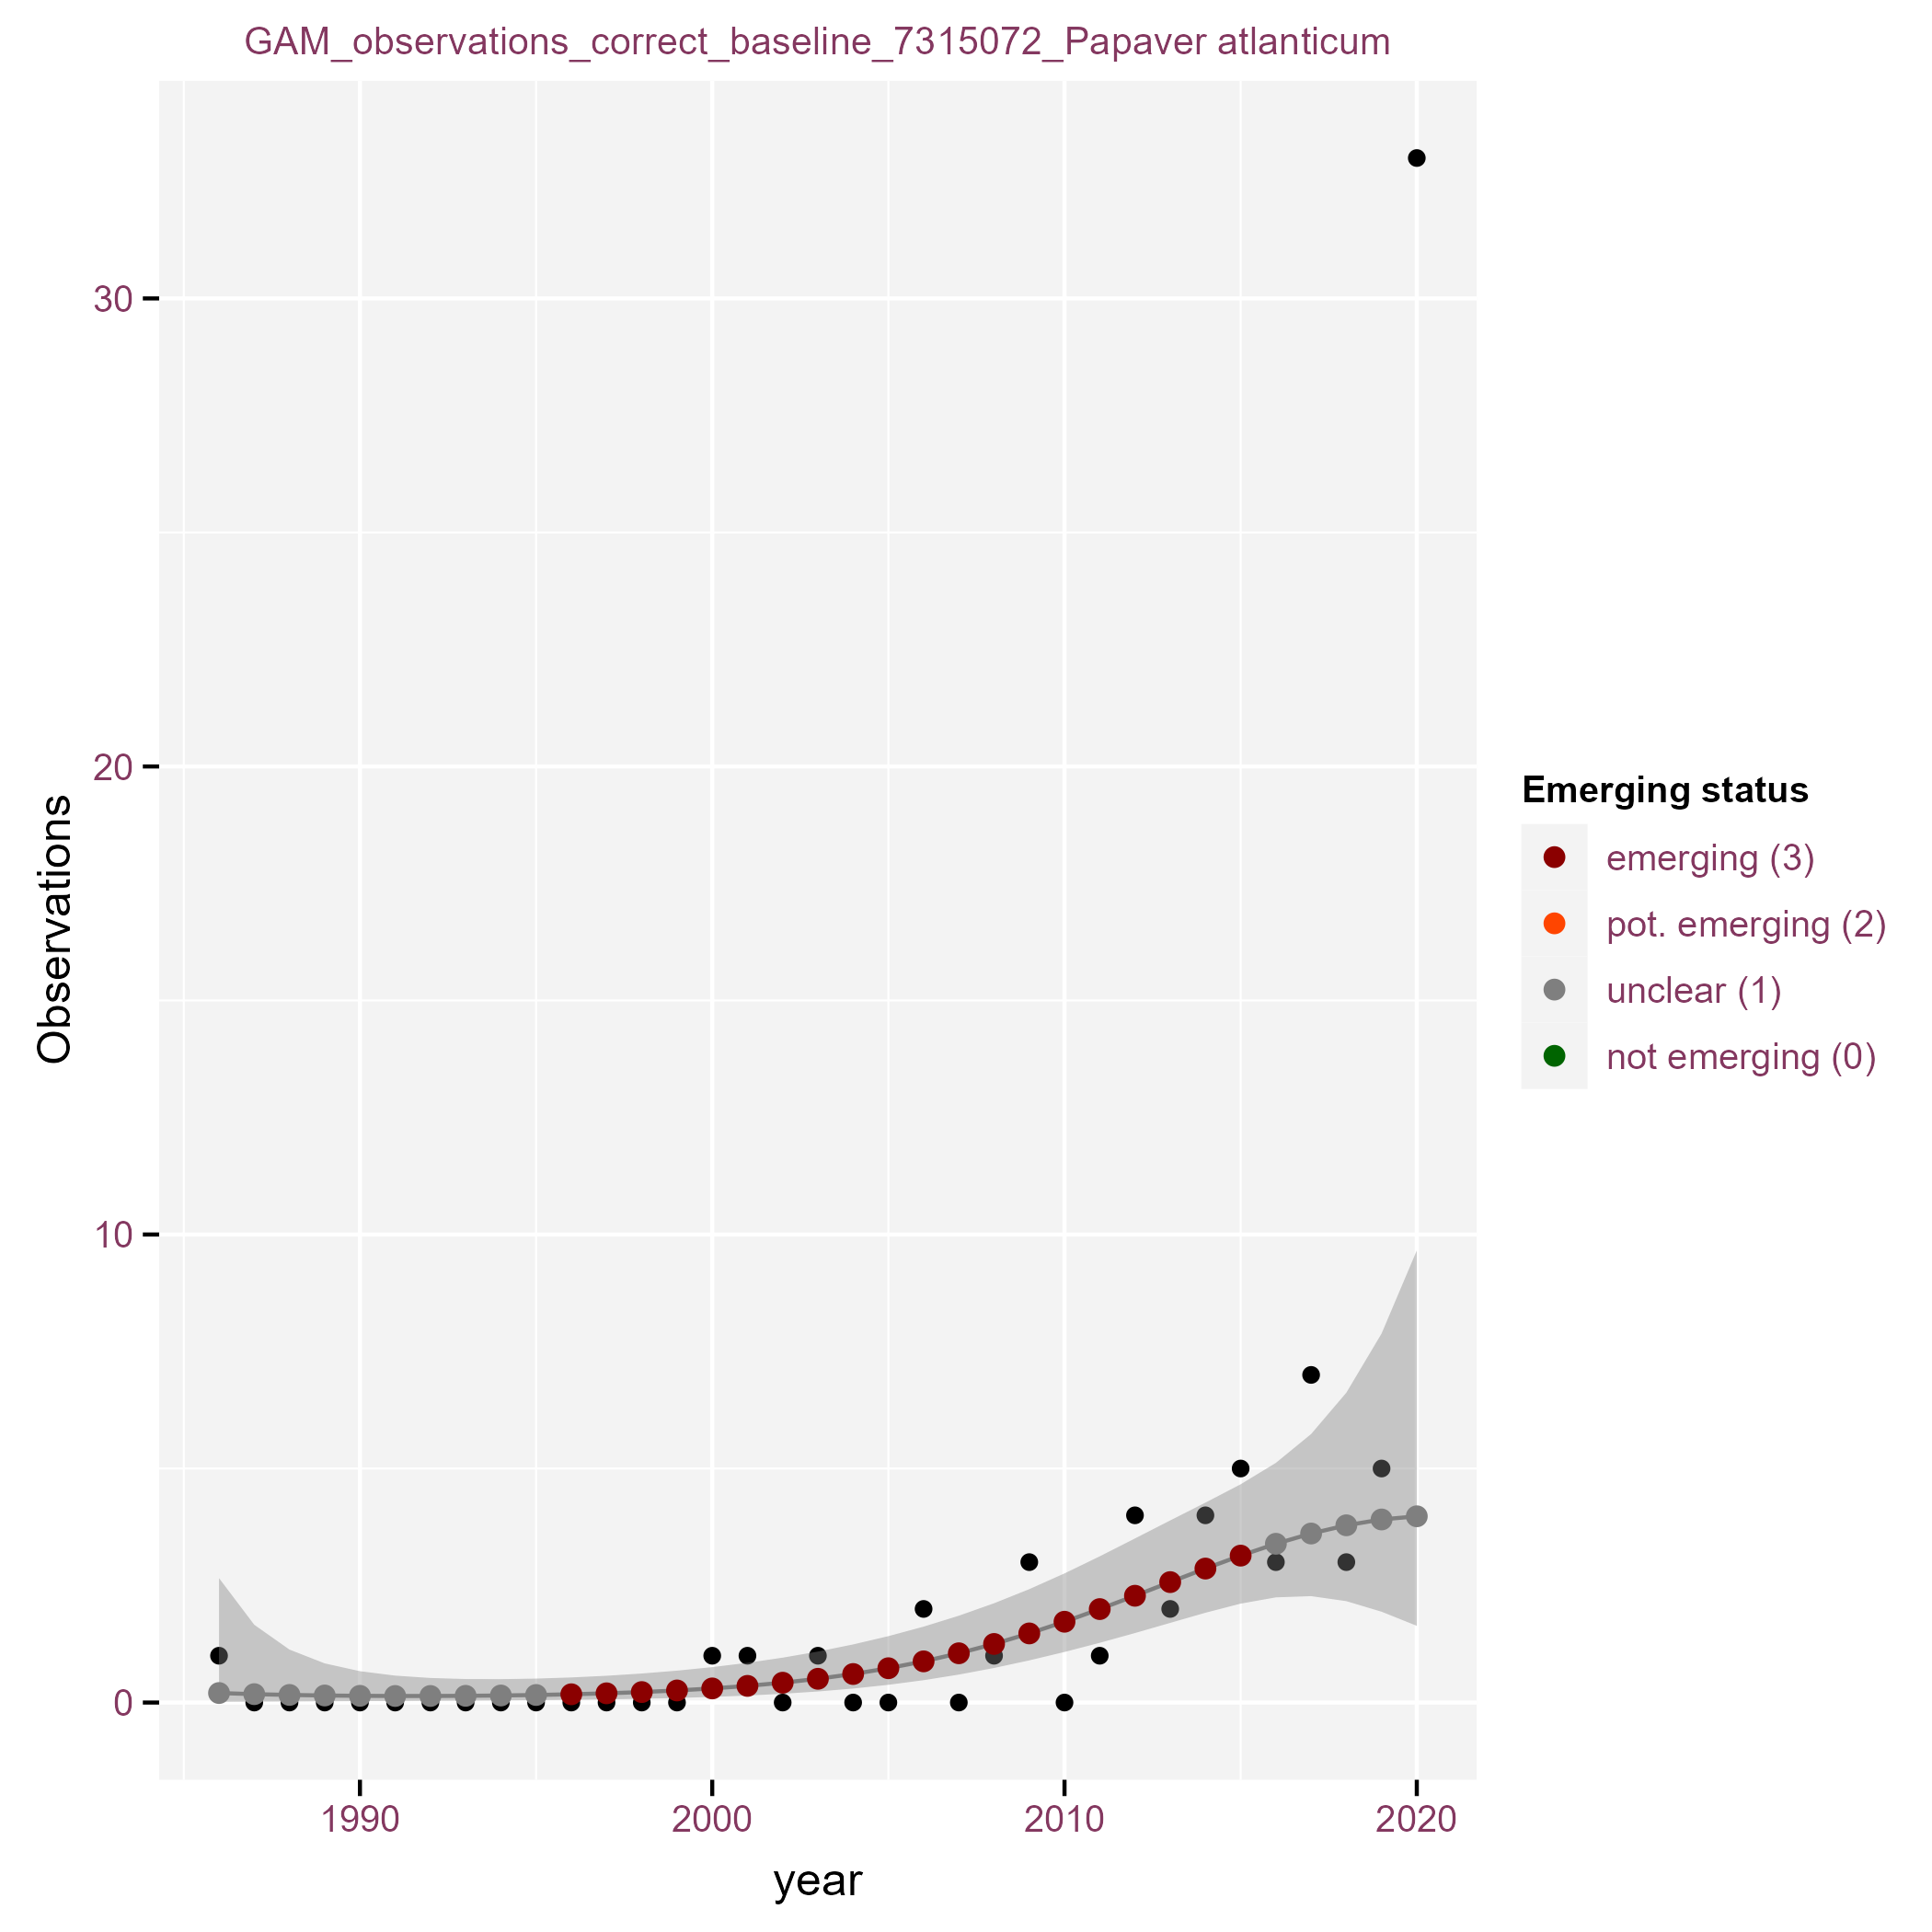 GAM_observations_correct_baseline_7315072_Papaver atlanticum
30
20
10
0
Observations
1990 2000 2010 2020
year
Emerging status
emerging (3)
pot. emerging (2)
unclear (1)
not emerging (0)